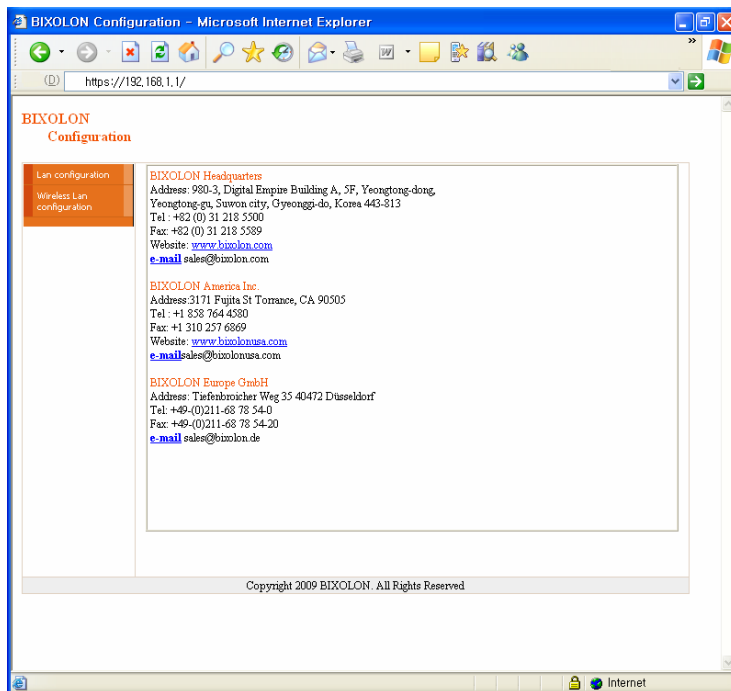 BIXOLON Configuration - Microsoft Internet Explorer
W
»
(D) https://192,168,1,1/
BIXOLON
Configuration
Lan configuration
Wireless Lan
configuration
BIXOLON Headquarters
Address: 980-3, Digital Empire Building A, 5F, Yeongtong-dong,
Yeongtong-gu, Suwon city, Gyeonggi-do, Korea 443-813
Tel : +82 (0) 31 218 5500
Fax: +82 (0) 31 218 5589
Website: www.bixolon.com
e-mail sales@bixolon.com
BIXOLON America Inc.
Address:3171 Fujita St Torrance, CA 90505
Tel : +1 858 764 4580
Fax: +1 310 257 6869
Website: www.bixolonusa.com
e-mailsales@bixolonusa.com
BIXOLON Europe GmbH
Address: Tiefenbroicher Weg 35 40472 Düsseldorf
Tel: +49-(0)211-68 78 54-0
Fax: +49-(0)211-68 78 54-20
e-mail sales@bixolon.de
Copyright 2009 BIXOLON. All Rights Reserved
Internet